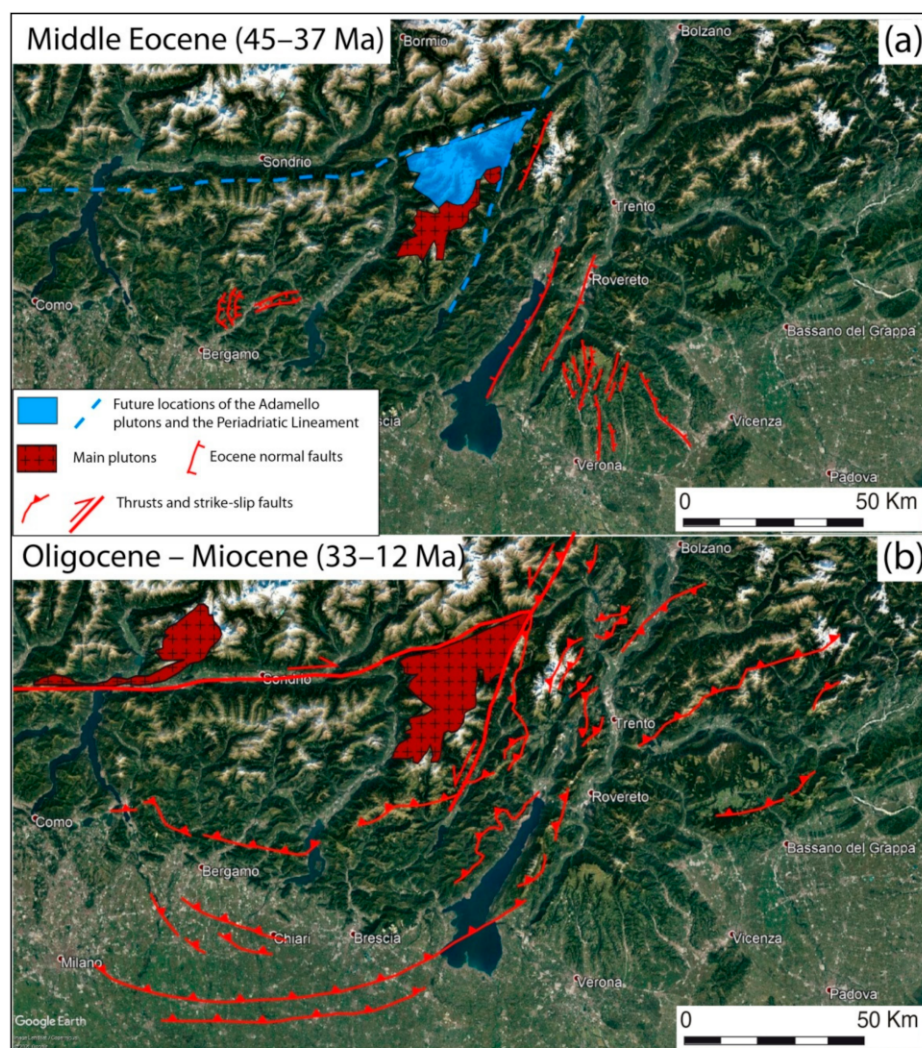 Middle Eocene (45–37 Ma)
(a)
Bormio
Bolzano
Sondrio
Trento
Como
Rovereto
Bergamo
Bassano del Grappa
Vicenza
Verona
Padova
Future locations of the Adamello
plutons and the Periadriatic Lineament
Main plutons
Eocene normal faults
Thrusts and strike-slip faults
0 50 Km
Oligocene – Miocene (33–12 Ma)
(b)
Bolzano
Sondrio
Trento
Como
Rovereto
Bergamo
Bassano del Grappa
Chiari
Brescia
Vicenza
Milano
Verona
Padova
Google Earth
0 50 Km